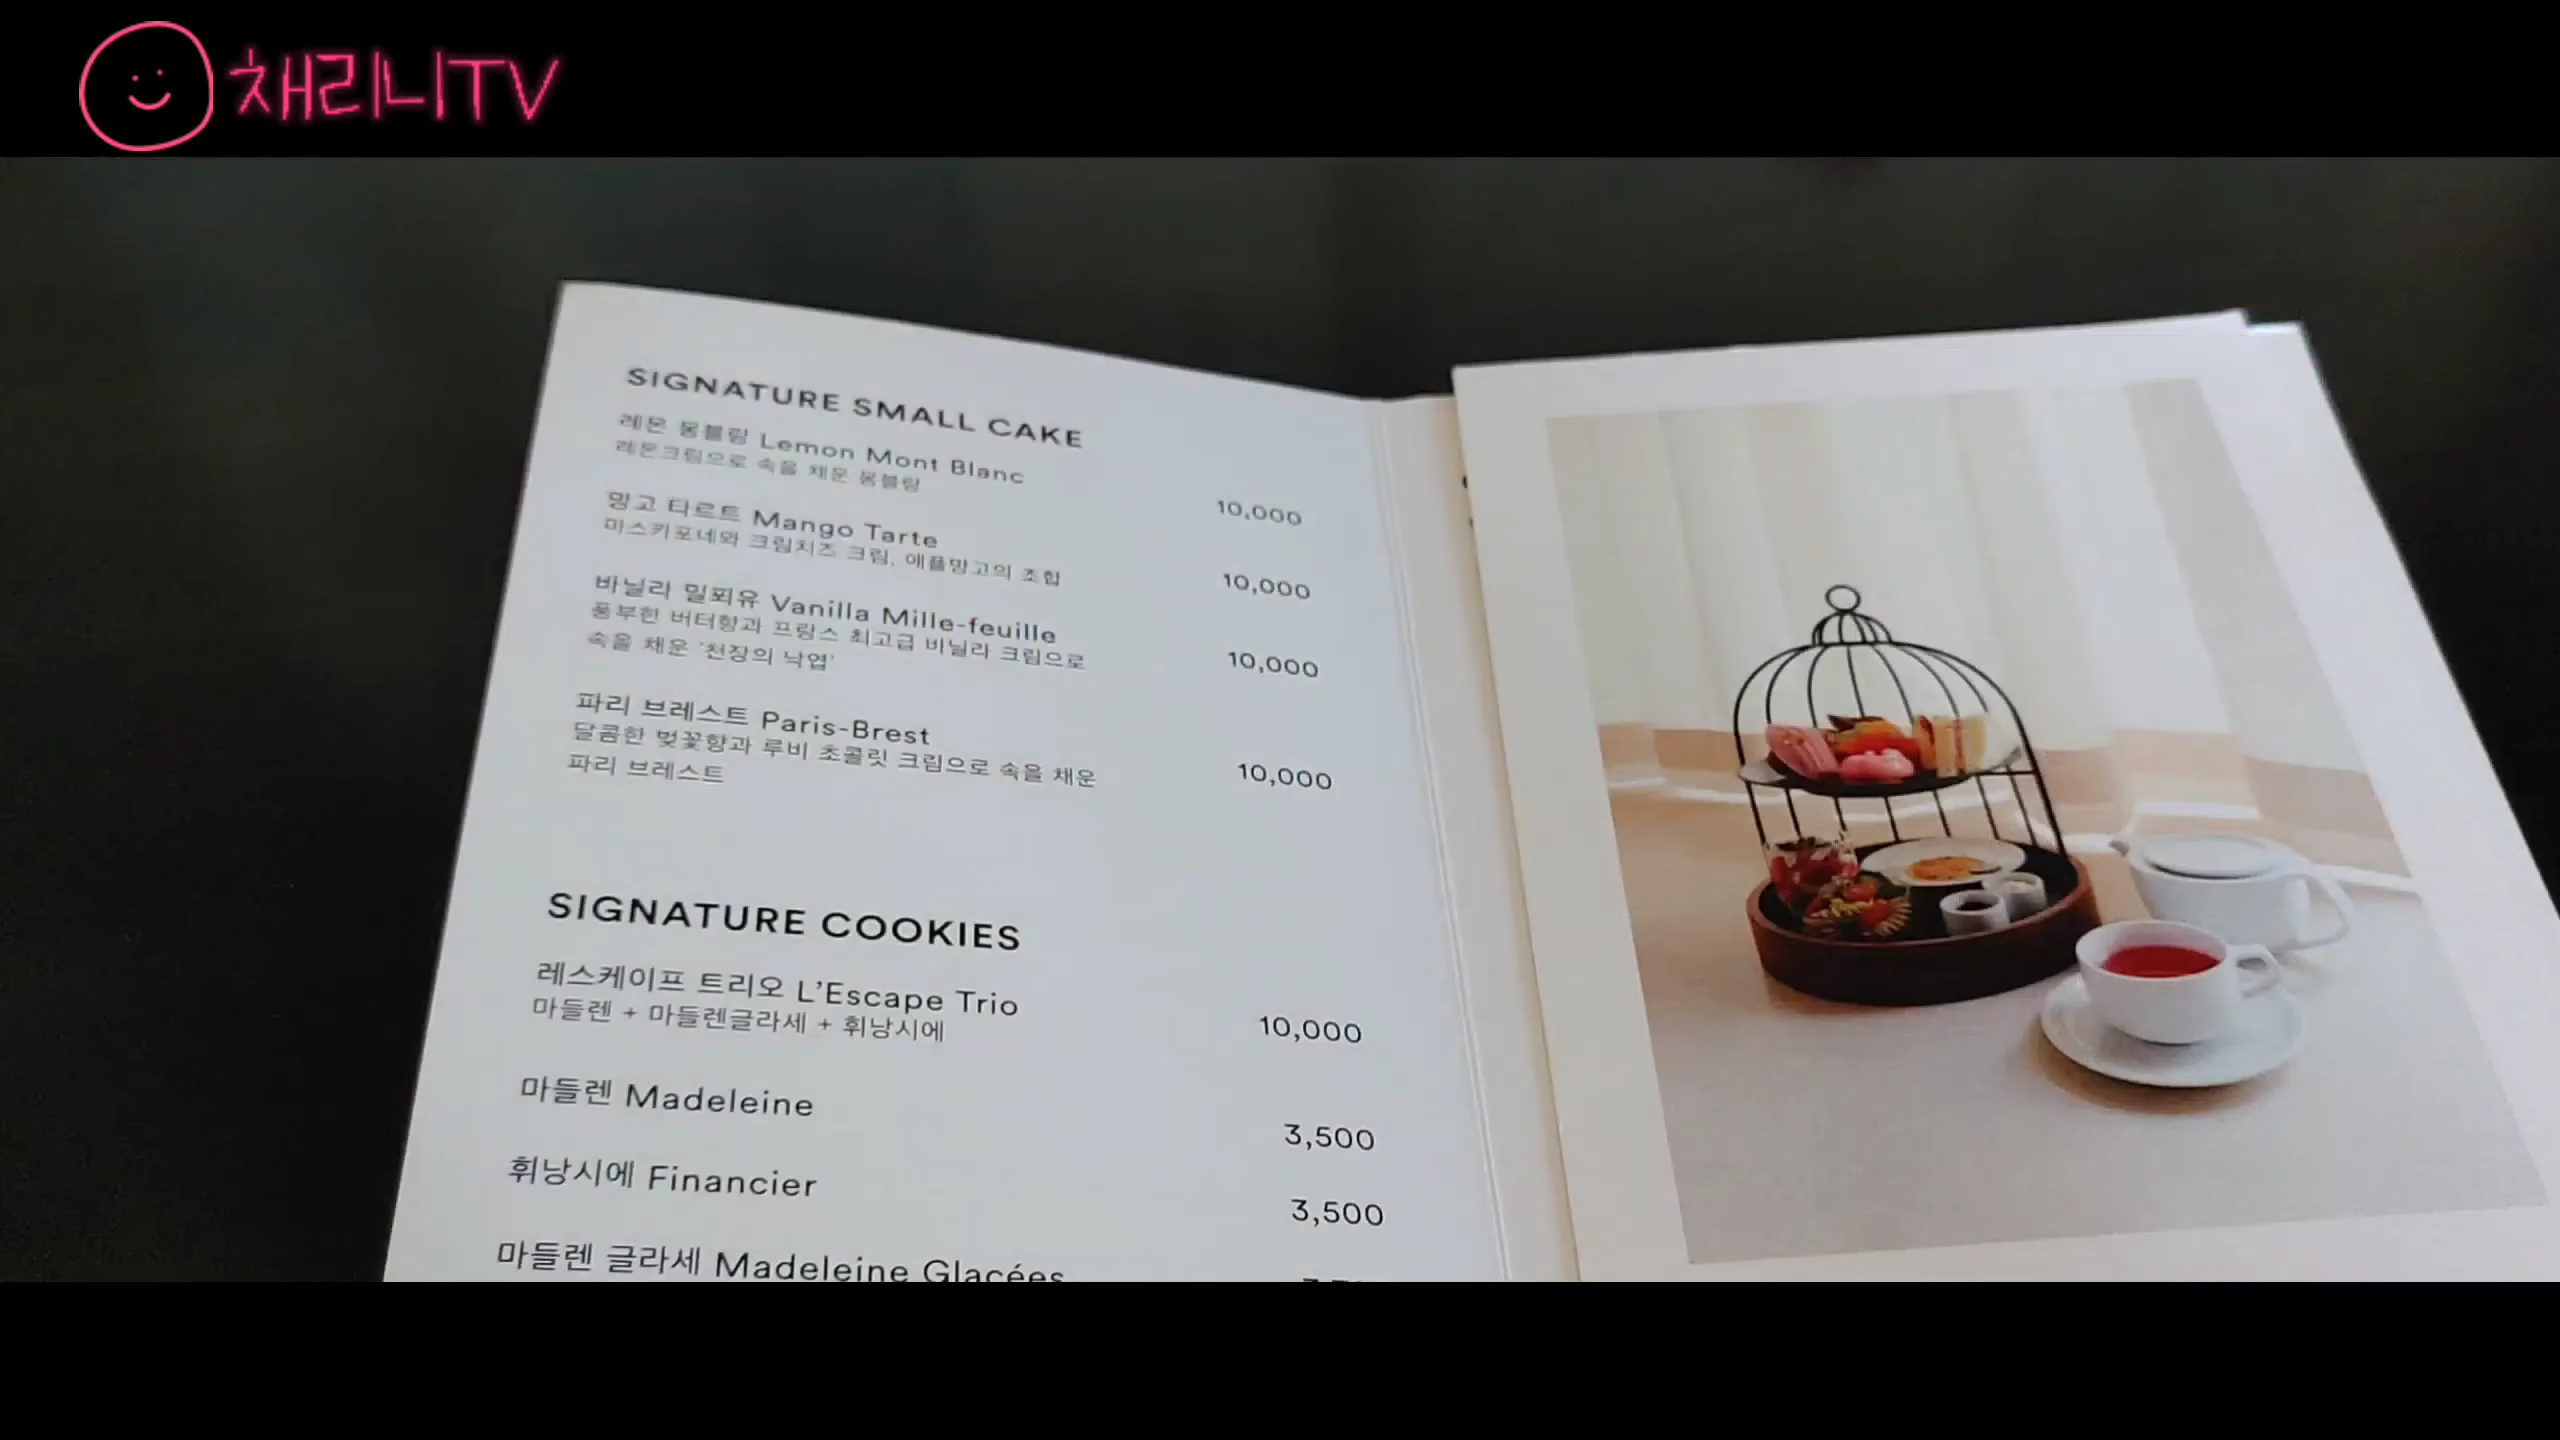 채리니TV
SIGNATURE SMALL CAKE
레몬 몽블랑 Lemon Mont Blanc
레몬크림으로 속을 채운 몽블랑
10,000
망고 타르트 Mango Tarte
마스카포네와 크림치즈 크림, 애플망고의 조합
10,000
바닐라 밀푀유 Vanilla Mille-feuille
풍부한 버터향과 프랑스 최고급 바닐라 크림으로
속을 채운 '천장의 낙엽'
10,000
파리 브레스트 Paris-Brest
달콤한 벚꽃향과 루비 초콜릿 크림으로 속을 채운
파리 브레스트
10,000
SIGNATURE COOKIES
레스케이프 트리오 L'Escape Trio
마들렌 + 마들렌글라세 + 휘낭시에
10,000
마들렌 Madeleine
3,500
휘낭시에 Financier
3,500
마들렌 글라세 Madeleine Glacées